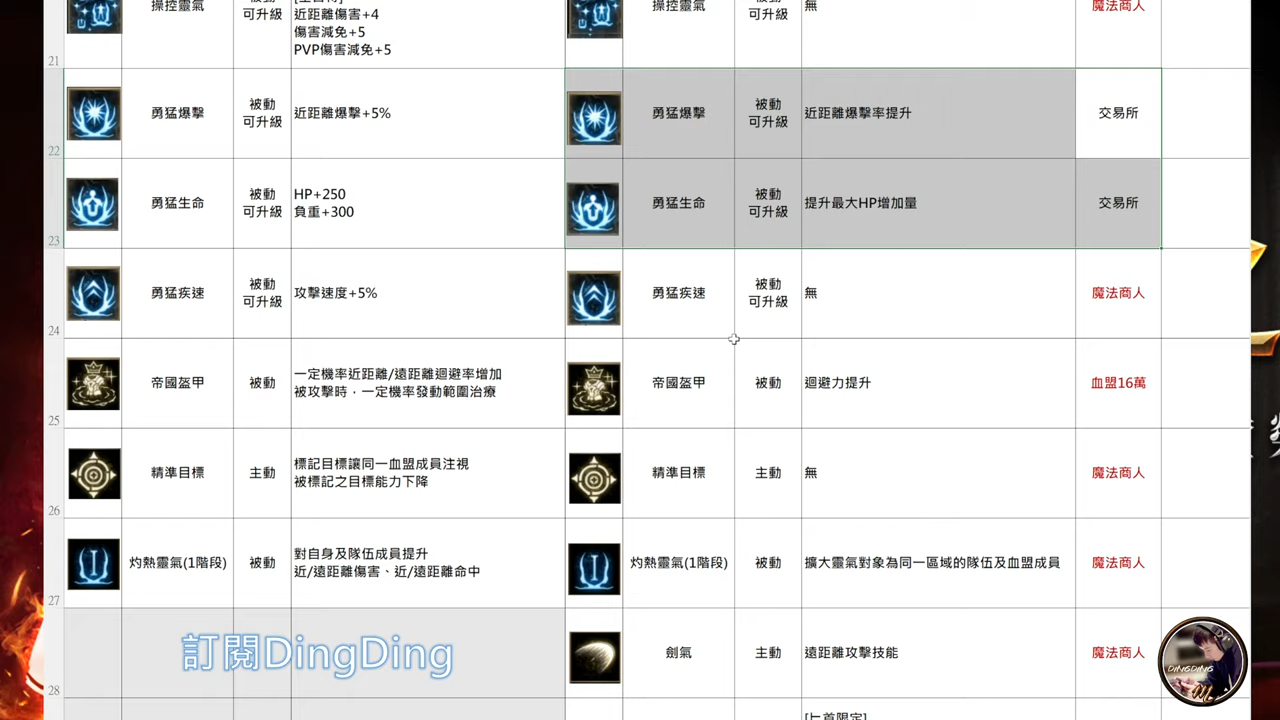 操控靈氣
近距離傷害+4
可升級
傷害減免+5
PVP傷害減免+5
操控靈氣
可升級
無
魔法商人
21
勇猛爆擊
被動
可升級
近距離爆擊+5%
勇猛爆擊
被動
可升級
近距離爆擊率提升
交易所
22
勇猛生命
被動
可升級
HP+250
負重+300
勇猛生命
被動
可升級
提升最大HP增加量
交易所
23
勇猛疾速
被動
可升級
攻擊速度+5%
勇猛疾速
被動
可升級
無
魔法商人
24
帝國盔甲
被動
一定機率近距離/遠距離迴避率增加
被攻擊時，一定機率發動範圍治療
帝國盔甲
被動
迴避力提升
血盟16萬
25
精準目標
主動
標記目標讓同一血盟成員注視
被標記之目標能力下降
精準目標
主動
無
魔法商人
26
灼熱靈氣(1階段)
被動
對自身及隊伍成員提升
近/遠距離傷害、近/遠距離命中
灼熱靈氣(1階段)
被動
擴大靈氣對象為同一區域的隊伍及血盟成員
魔法商人
27
訂閱DingDing
劍氣
主動
遠距離攻擊技能
魔法商人
28
[匕首限定]
DINGDING